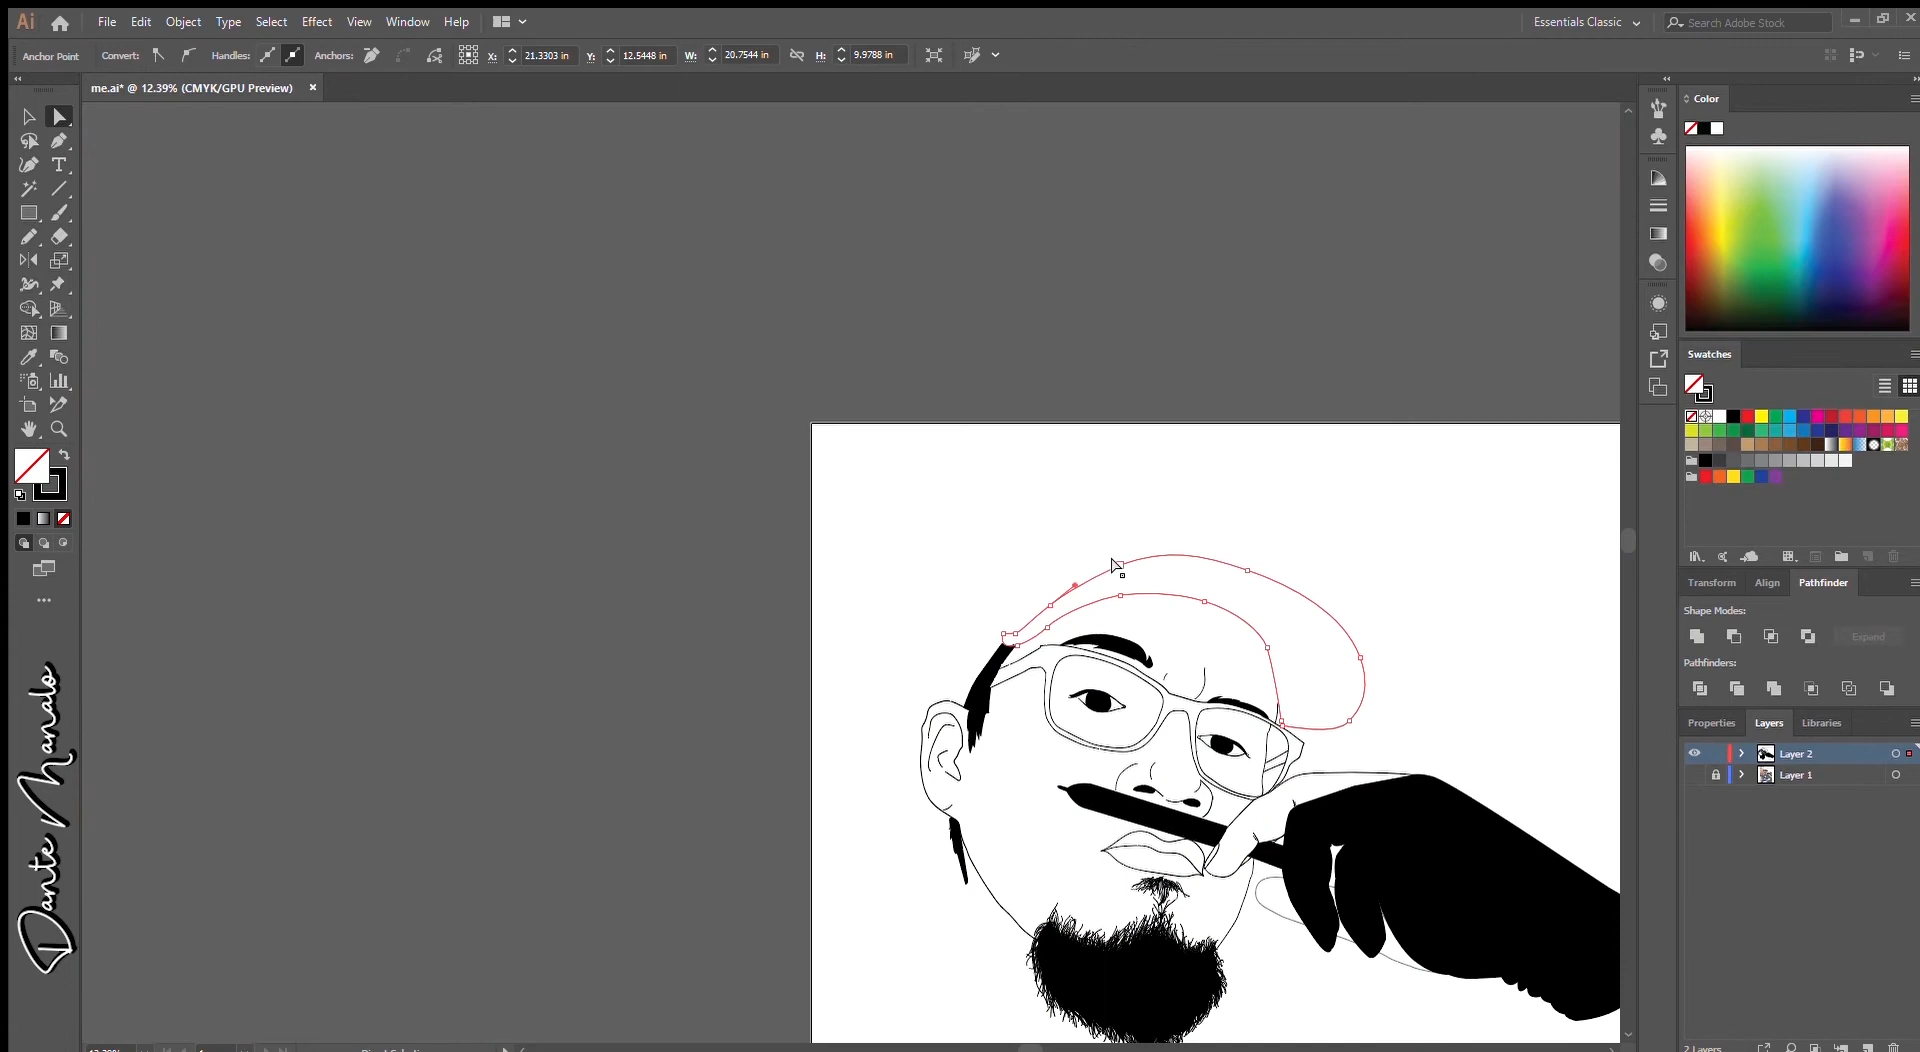 Ai File Edit Object Type Select Effect View Window Help Essentials Classic Search Adobe Stock
Anchor Point Convert: Handles: Anchors: X: 21.3303 in Y: 12.5448 in W: 20.7544 in H: 9.9788 in
me.ai* @ 12.39% (CMYK/GPU Preview)
Color
Swatches
Transform Align Pathfinder
Shape Modes:
Expand
Pathfinders:
Properties Layers Libraries
Layer 2
Layer 1
Dante Manalo
2 Layers